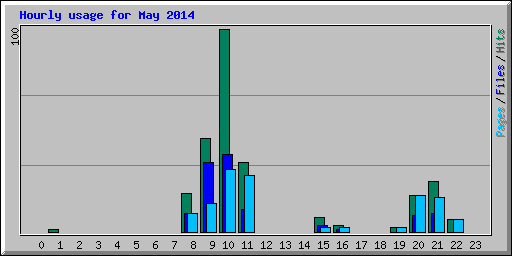 Hourly usage for May 2014
100
Pages/Files/Hits
0 1 2 3 4 5 6 7 8 9 10 11 12 13 14 15 16 17 18 19 20 21 22 23